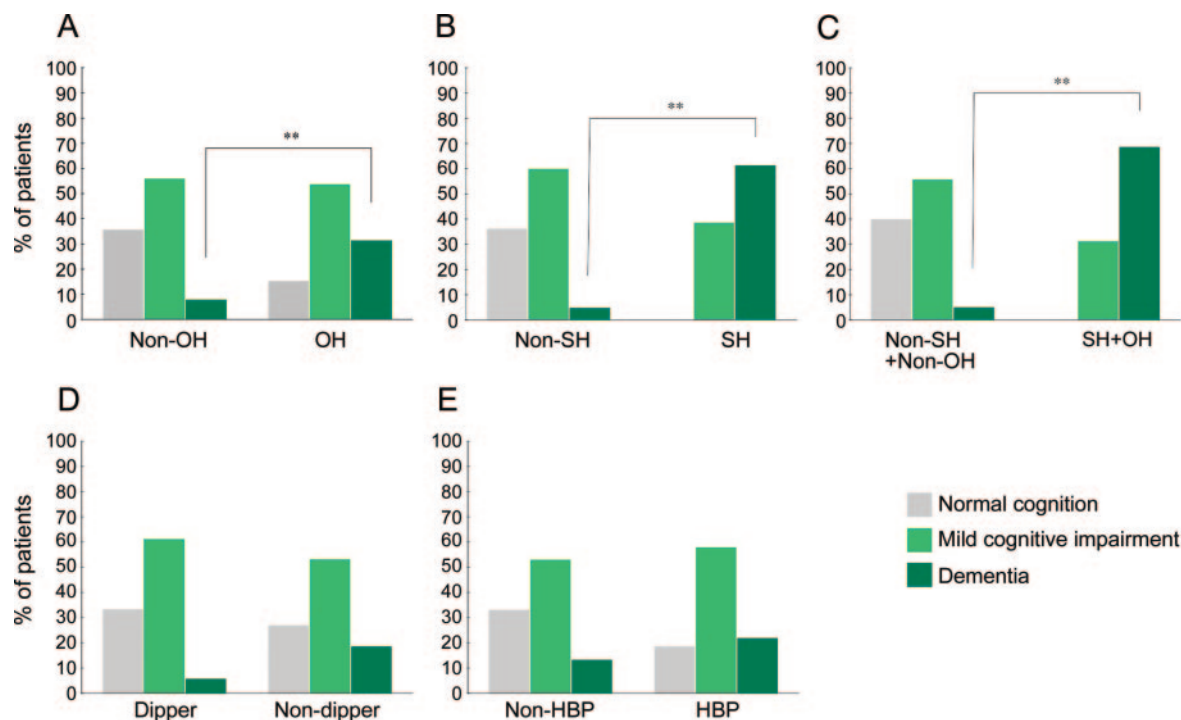 A
% of patients
100
90
80
70
60
50
40
30
20
10
0
**
Non-OH
OH
B
100
90
80
70
60
50
40
30
20
10
0
**
Non-SH
SH
C
100
90
80
70
60
50
40
30
20
10
0
**
Non-SH
+Non-OH
SH+OH
D
% of patients
100
90
80
70
60
50
40
30
20
10
0
Dipper
Non-dipper
E
100
90
80
70
60
50
40
30
20
10
0
Non-HBP
HBP
Normal cognition
Mild cognitive impairment
Dementia